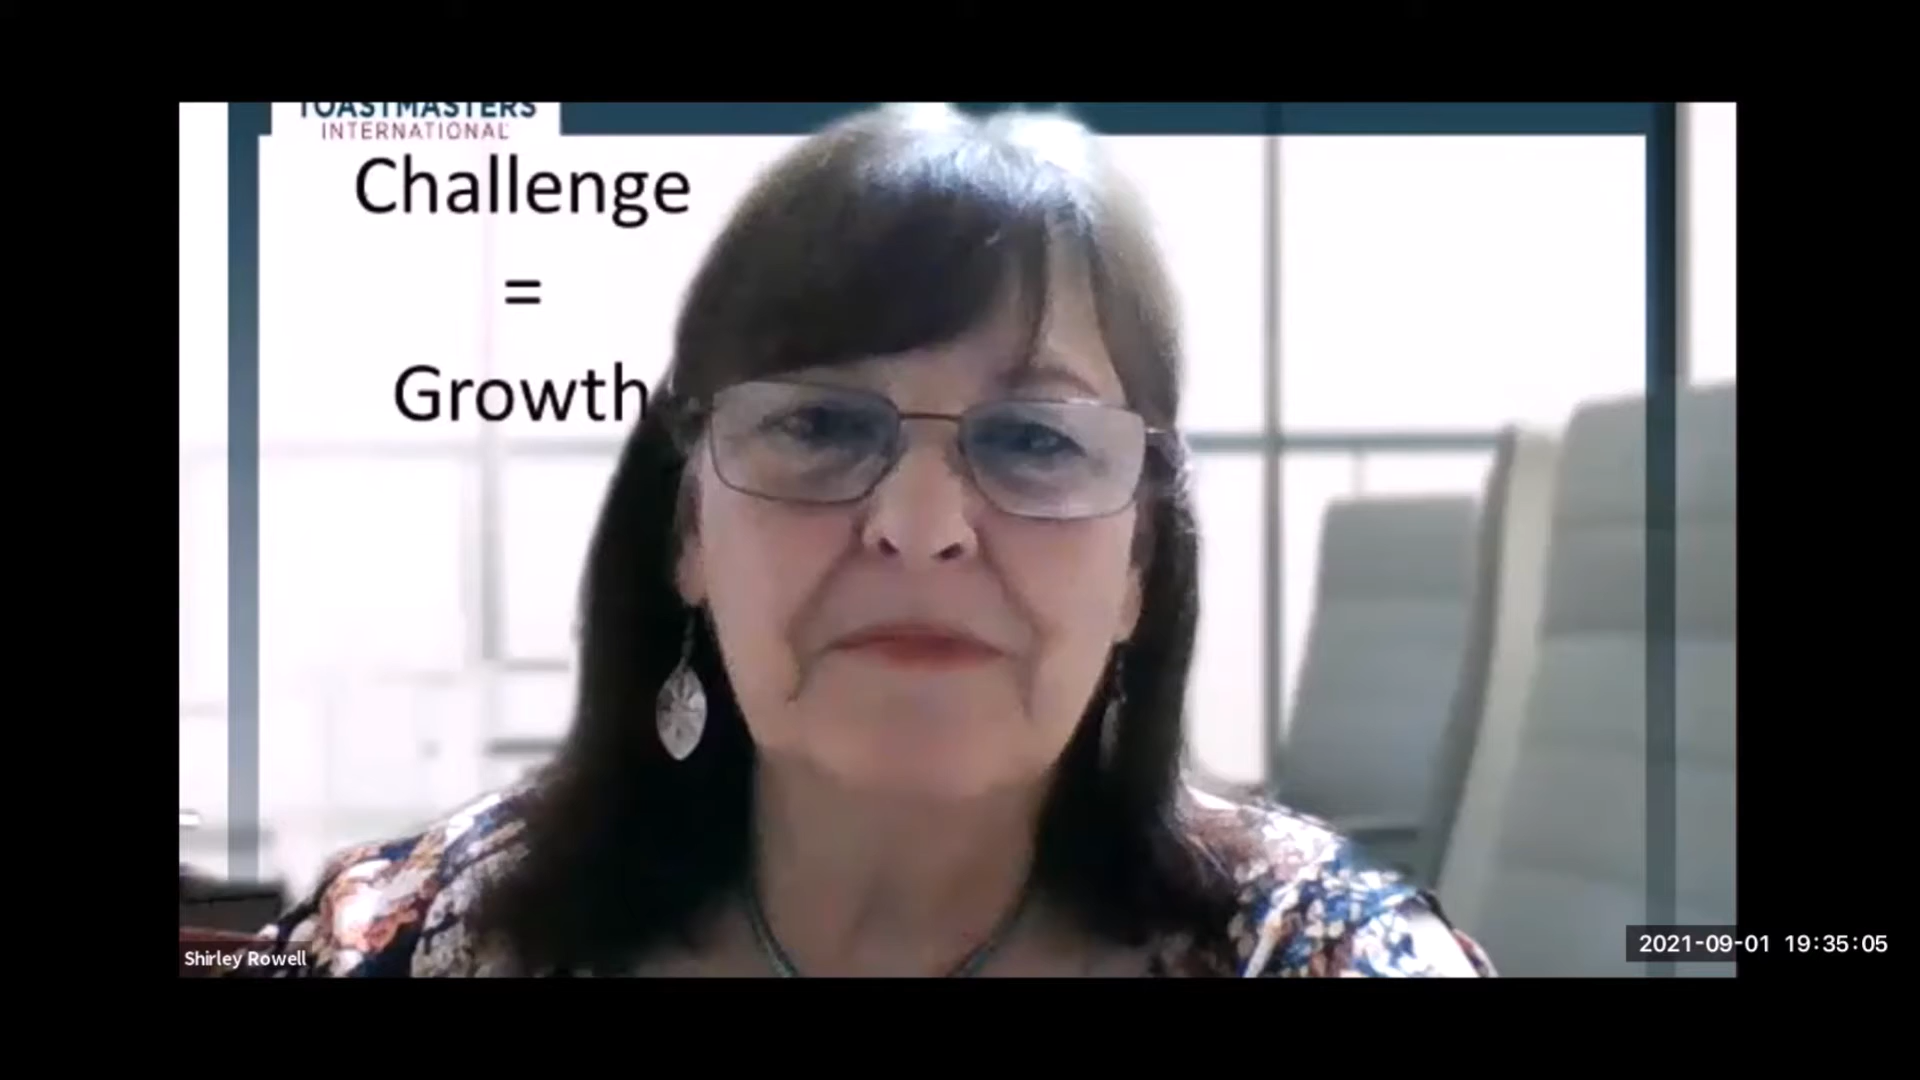 TOASTMASTERS
INTERNATIONAL
Challenge
=
Growth
Shirley Rowell
2021-09-01 19:35:05